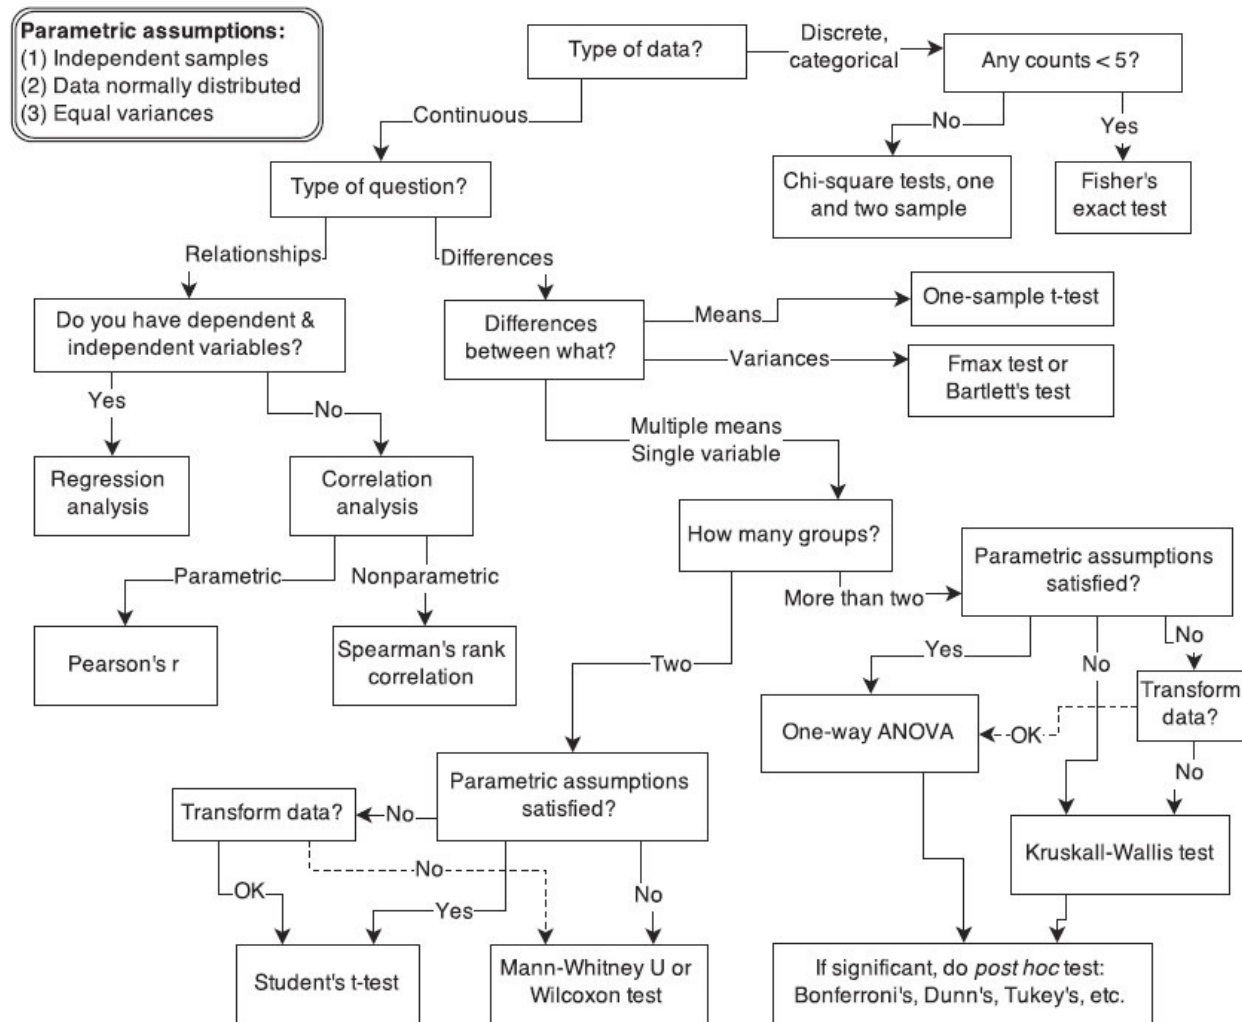 Parametric assumptions:
(1) Independent samples
(2) Data normally distributed
(3) Equal variances
Type of data?
Discrete,
categorical
Any counts < 5?
Continuous
No
Yes
Type of question?
Chi-square tests, one
and two sample
Fisher's
exact test
Relationships
Differences
Do you have dependent &
independent variables?
Differences
between what?
Means
One-sample t-test
Variances
Fmax test or
Bartlett's test
Yes
No
Multiple means
Single variable
Regression
analysis
Correlation
analysis
How many groups?
Parametric assumptions
satisfied?
Parametric
Nonparametric
More than two
Pearson's r
Spearman's rank
correlation
Two
Yes
No
No
Transform
data?
One-way ANOVA
OK
No
Parametric assumptions
satisfied?
Transform data?
No
Kruskall-Wallis test
No
OK
Yes
No
Student's t-test
Mann-Whitney U or
Wilcoxon test
If significant, do post hoc test:
Bonferroni's, Dunn's, Tukey's, etc.